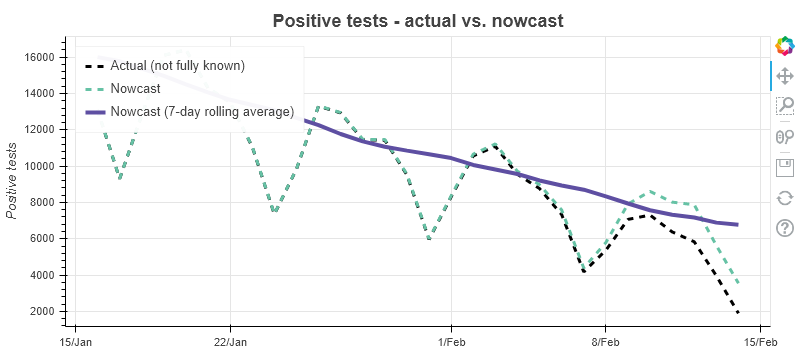 Positive tests - actual vs. nowcast
Actual (not fully known)
Nowcast
Nowcast (7-day rolling average)
Positive tests
16000
14000
12000
10000
8000
6000
4000
2000
15/Jan
22/Jan
1/Feb
8/Feb
15/Feb